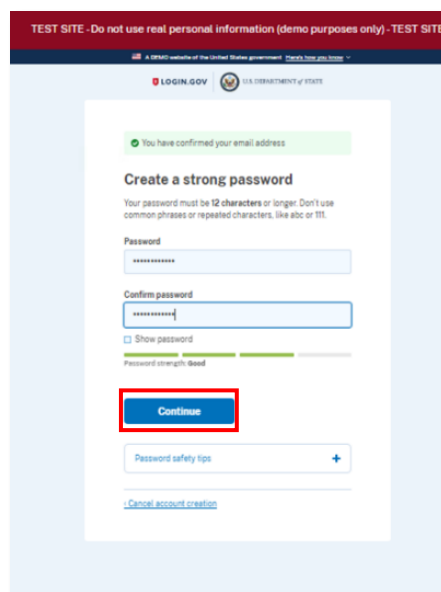 TEST SITE - Do not use real personal information (demo purposes only) - TEST SITE
A DEMO website of the United States government Here's how you know
LOGIN.GOV U.S. DEPARTMENT of STATE
You have confirmed your email address
Create a strong password
Your password must be 12 characters or longer. Don't use
common phrases or repeated characters, like abc or 111.
Password
••••••••••••
Confirm password
••••••••••••
Show password
Password strength: Good
Continue
Password safety tips +
‹ Cancel account creation